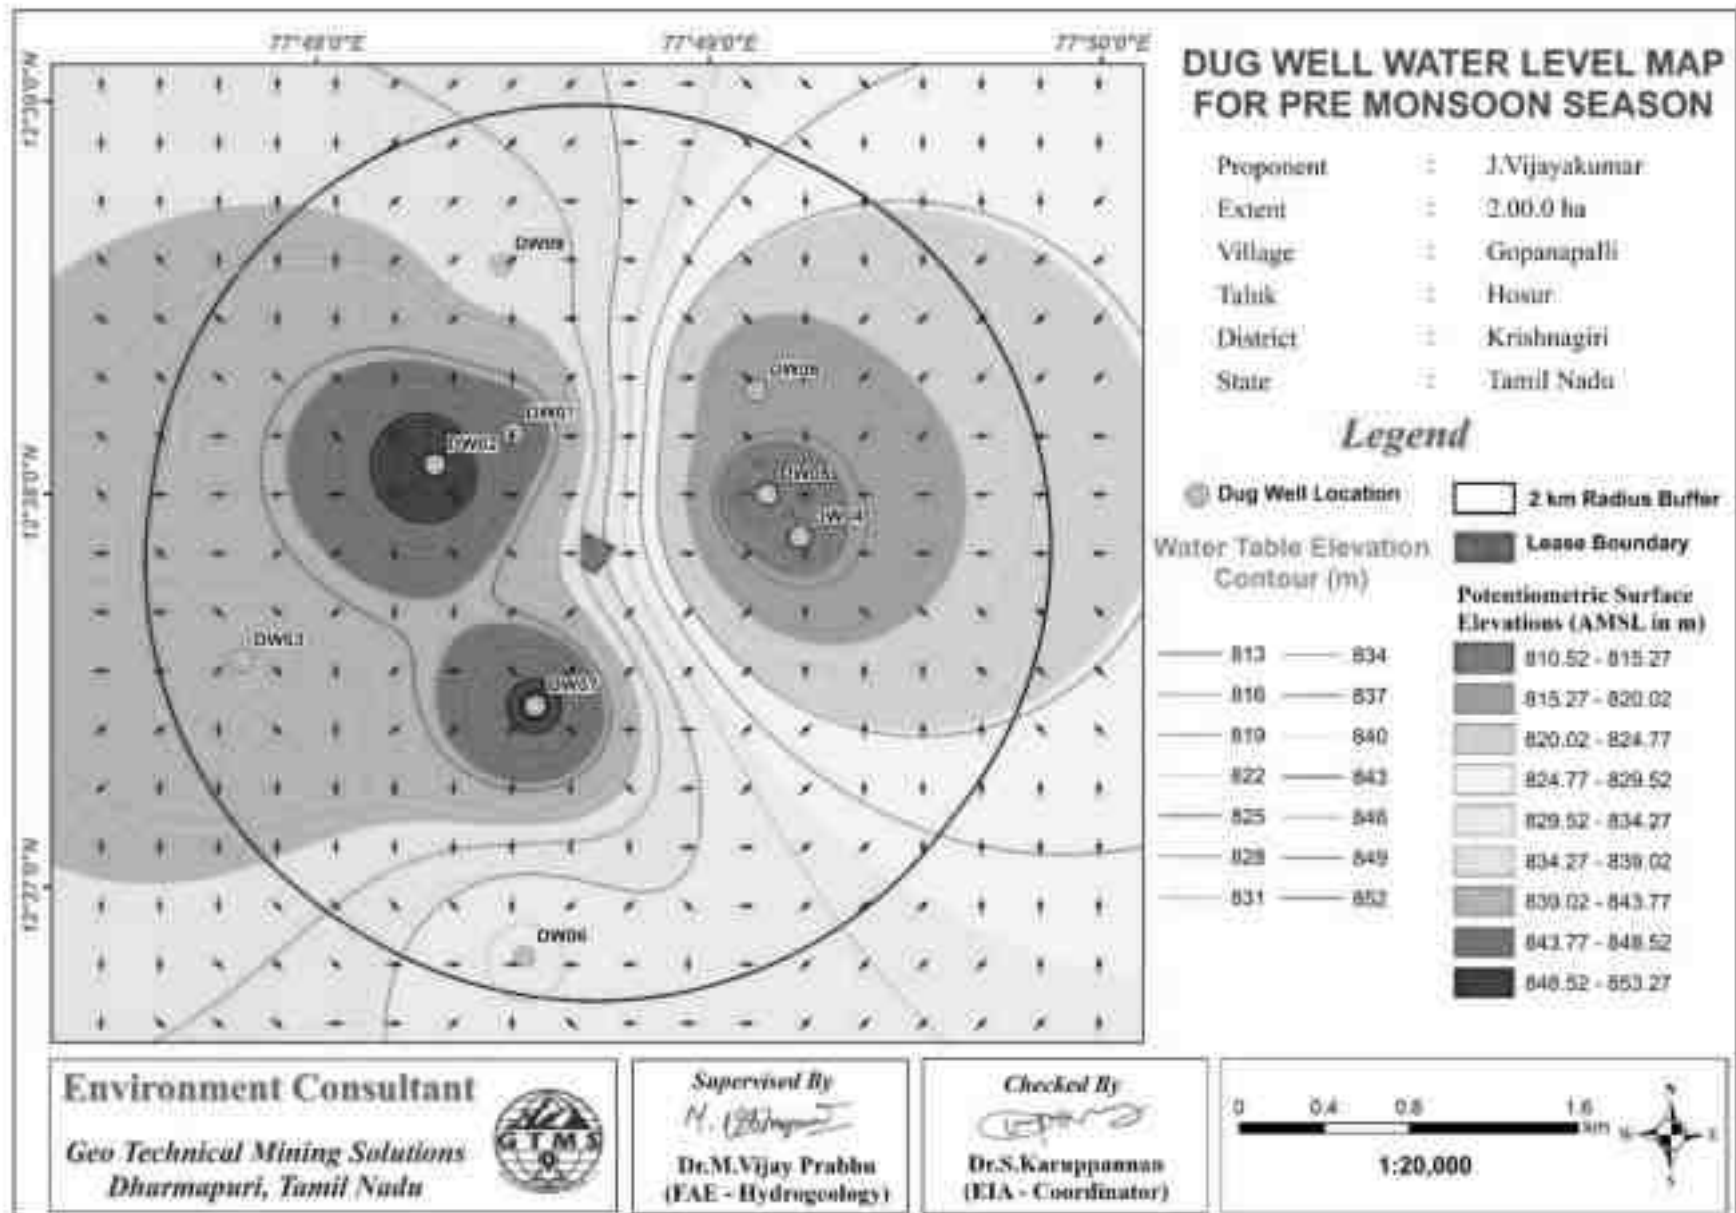 77°48'0"E 77°49'0"E 77°50'0"E
DUG WELL WATER LEVEL MAP
FOR PRE MONSOON SEASON
Proponent : J.Vijayakumar
Extent : 2.00.0 ha
Village : Gopanapalli
Taluk : Hosur
District : Krishnagiri
State : Tamil Nadu
DW09
DW01
DW02
DW03
DW07
DW06
Legend
Dug Well Location
2 km Radius Buffer
Lease Boundary
Water Table Elevation
Contour (m)
813 834
816 837
819 840
822 843
825 846
828 849
831 852
Potentiometric Surface
Elevations (AMSL in m)
810.52 - 815.27
815.27 - 820.02
820.02 - 824.77
824.77 - 829.52
829.52 - 834.27
834.27 - 839.02
839.02 - 843.77
843.77 - 848.52
848.52 - 853.27
Environment Consultant
Geo Technical Mining Solutions
Dharmapuri, Tamil Nadu
GTMS
Supervised By
Dr.M.Vijay Prabhu
(FAE - Hydrogeology)
Checked By
Dr.S.Karuppannan
(EIA - Coordinator)
0 0.4 0.8 1.6
km
1:20,000
N
W E
S